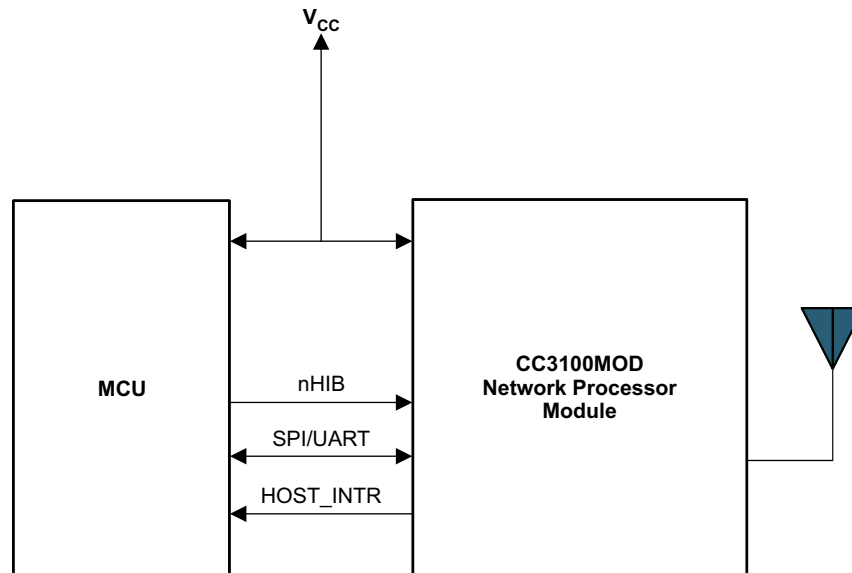 VCC
MCU
nHIB
SPI/UART
HOST_INTR
CC3100MOD
Network Processor
Module